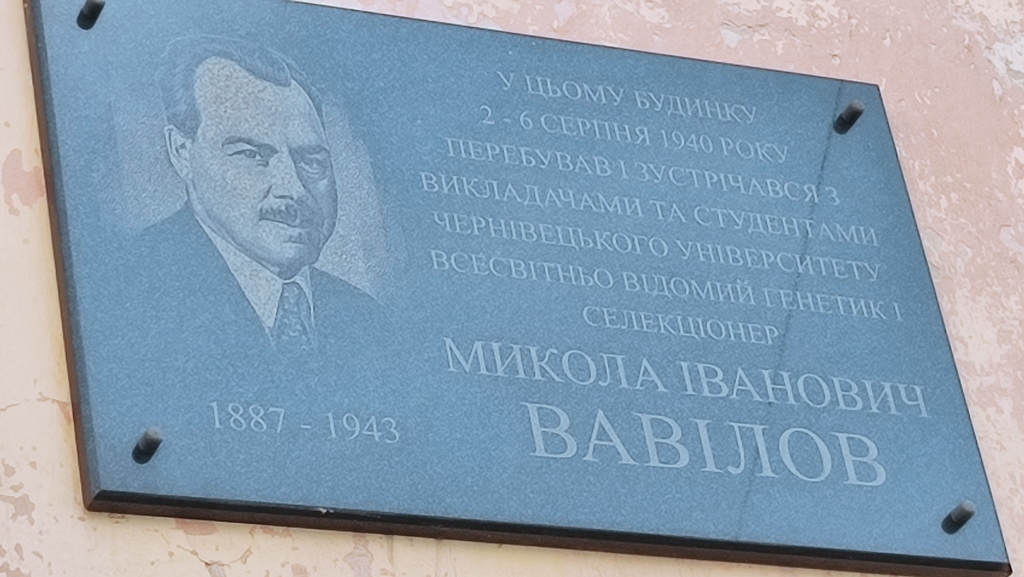 У ЦЬОМУ БУДИНКУ
2 - 6 СЕРПНЯ 1940 РОКУ
ПЕРЕБУВАВ І ЗУСТРІЧАВСЯ З
ВИКЛАДАЧАМИ ТА СТУДЕНТАМИ
ЧЕРНІВЕЦЬКОГО УНІВЕРСИТЕТУ
ВСЕСВІТНЬО ВІДОМИЙ ГЕНЕТИК І
СЕЛЕКЦІОНЕР
МИКОЛА ІВАНОВИЧ
ВАВІЛОВ
1887 - 1943